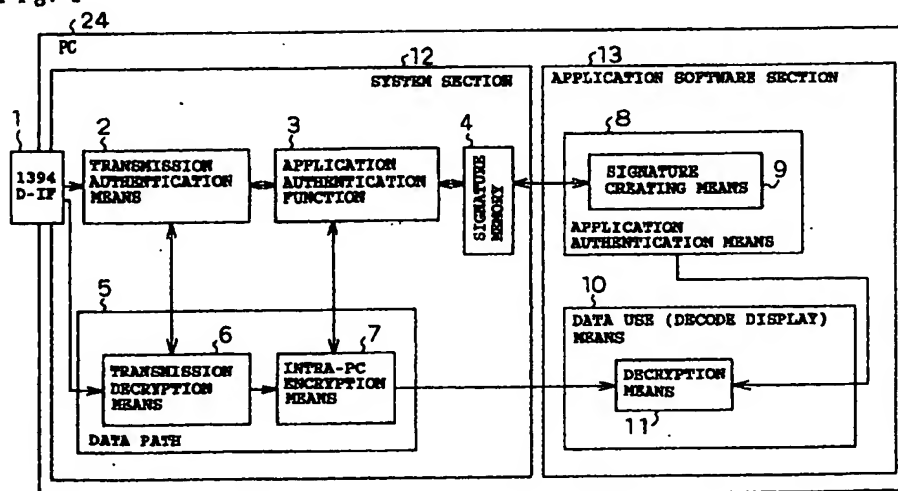 24
PC
12
SYSTEM SECTION
13
APPLICATION SOFTWARE SECTION
1
1394
D-IF
2
TRANSMISSION
AUTHENTICATION
MEANS
3
APPLICATION
AUTHENTICATION
FUNCTION
4
SIGNATURE
MEMORY
8
SIGNATURE
CREATING MEANS
9
APPLICATION
AUTHENTICATION MEANS
5
6
TRANSMISSION
DECRYPTION
MEANS
7
INTRA-PC
ENCRYPTION
MEANS
DATA PATH
10
DATA USE (DECODE DISPLAY)
MEANS
DECRYPTION
MEANS
11